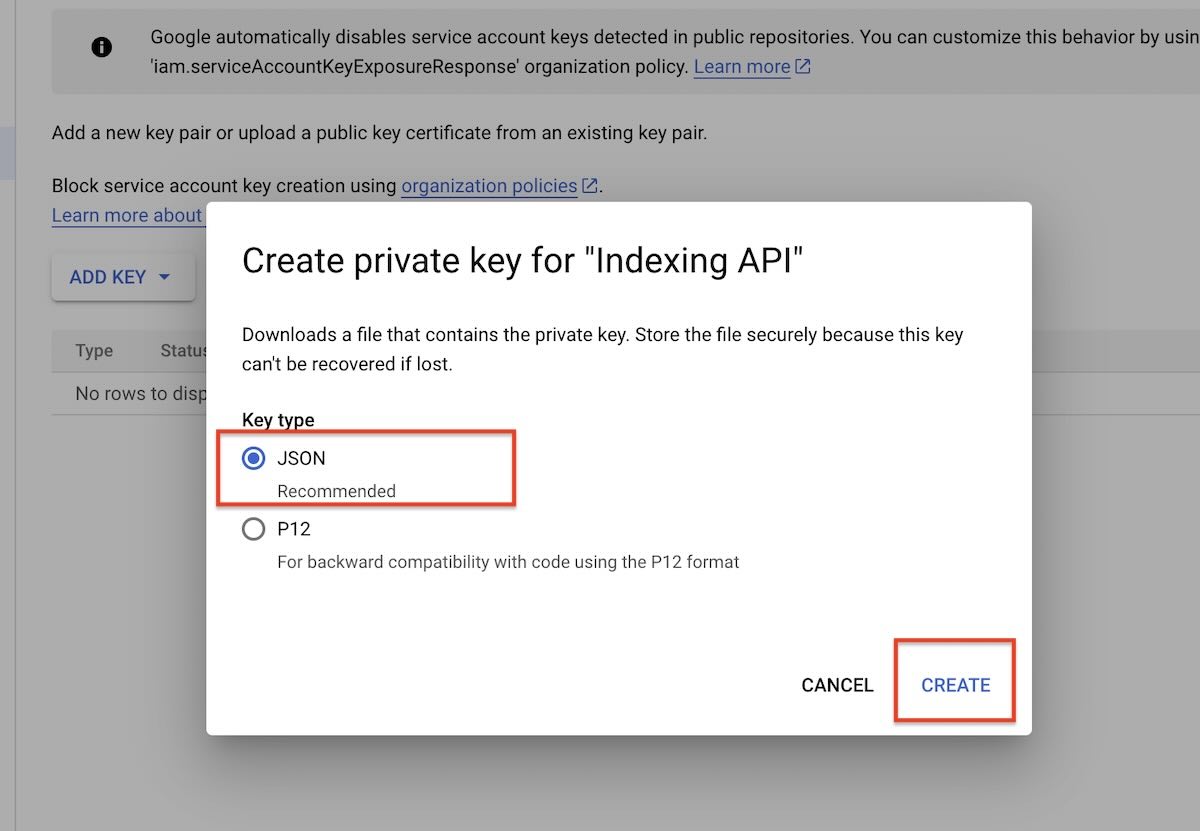 Google automatically disables service account keys detected in public repositories. You can customize this behavior by
'iam.serviceAccountKeyExposureResponse' organization policy. Learn more
Add a new key pair or upload a public key certificate from an existing key pair.
Block service account key creation using organization policies.
Learn more about
ADD KEY
Type
No rows to
Create private key for "Indexing API"
Downloads a file that contains the private key. Store the file securely because this key
can't be recovered if lost.
Key type
JSON
Recommended
P12
For backward compatibility with code using the P12 format
CANCEL CREATE